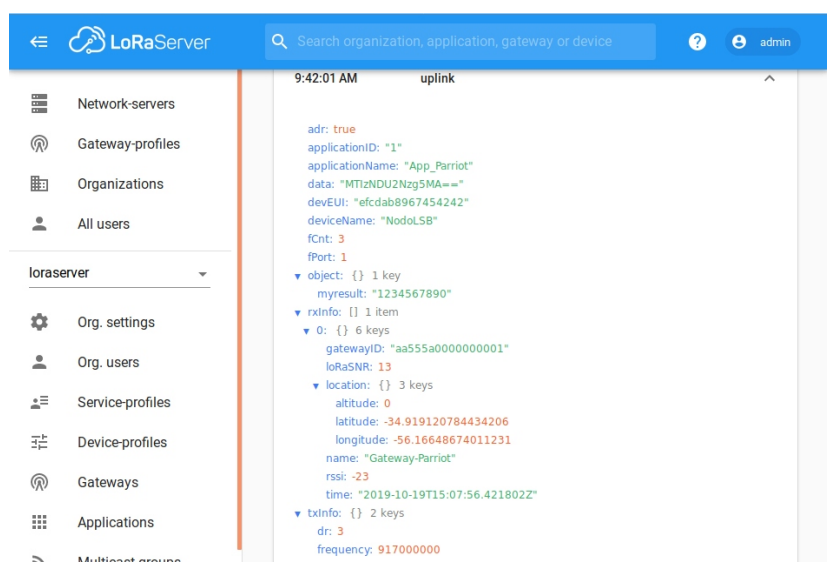 LoRaServer
Search organization, application, gateway or device
? admin
Network-servers
Gateway-profiles
Organizations
All users
loraserver
Org. settings
Org. users
Service-profiles
Device-profiles
Gateways
Applications
Multicast groups
9:42:01 AM uplink
adr: true
applicationID: "1"
applicationName: "App_Parriot"
data: "MTIzNDU2Nzg5MA=="
devEUI: "efcdab8967454242"
deviceName: "NodoLSB"
fCnt: 3
fPort: 1
object: {} 1 key
myresult: "1234567890"
rxInfo: [] 1 item
0: {} 6 keys
gatewayID: "aa555a0000000001"
loRaSNR: 13
location: {} 3 keys
altitude: 0
latitude: -34.919120784434206
longitude: -56.16648674011231
name: "Gateway-Parriot"
rssi: -23
time: "2019-10-19T15:07:56.421802Z"
txInfo: {} 2 keys
dr: 3
frequency: 917000000